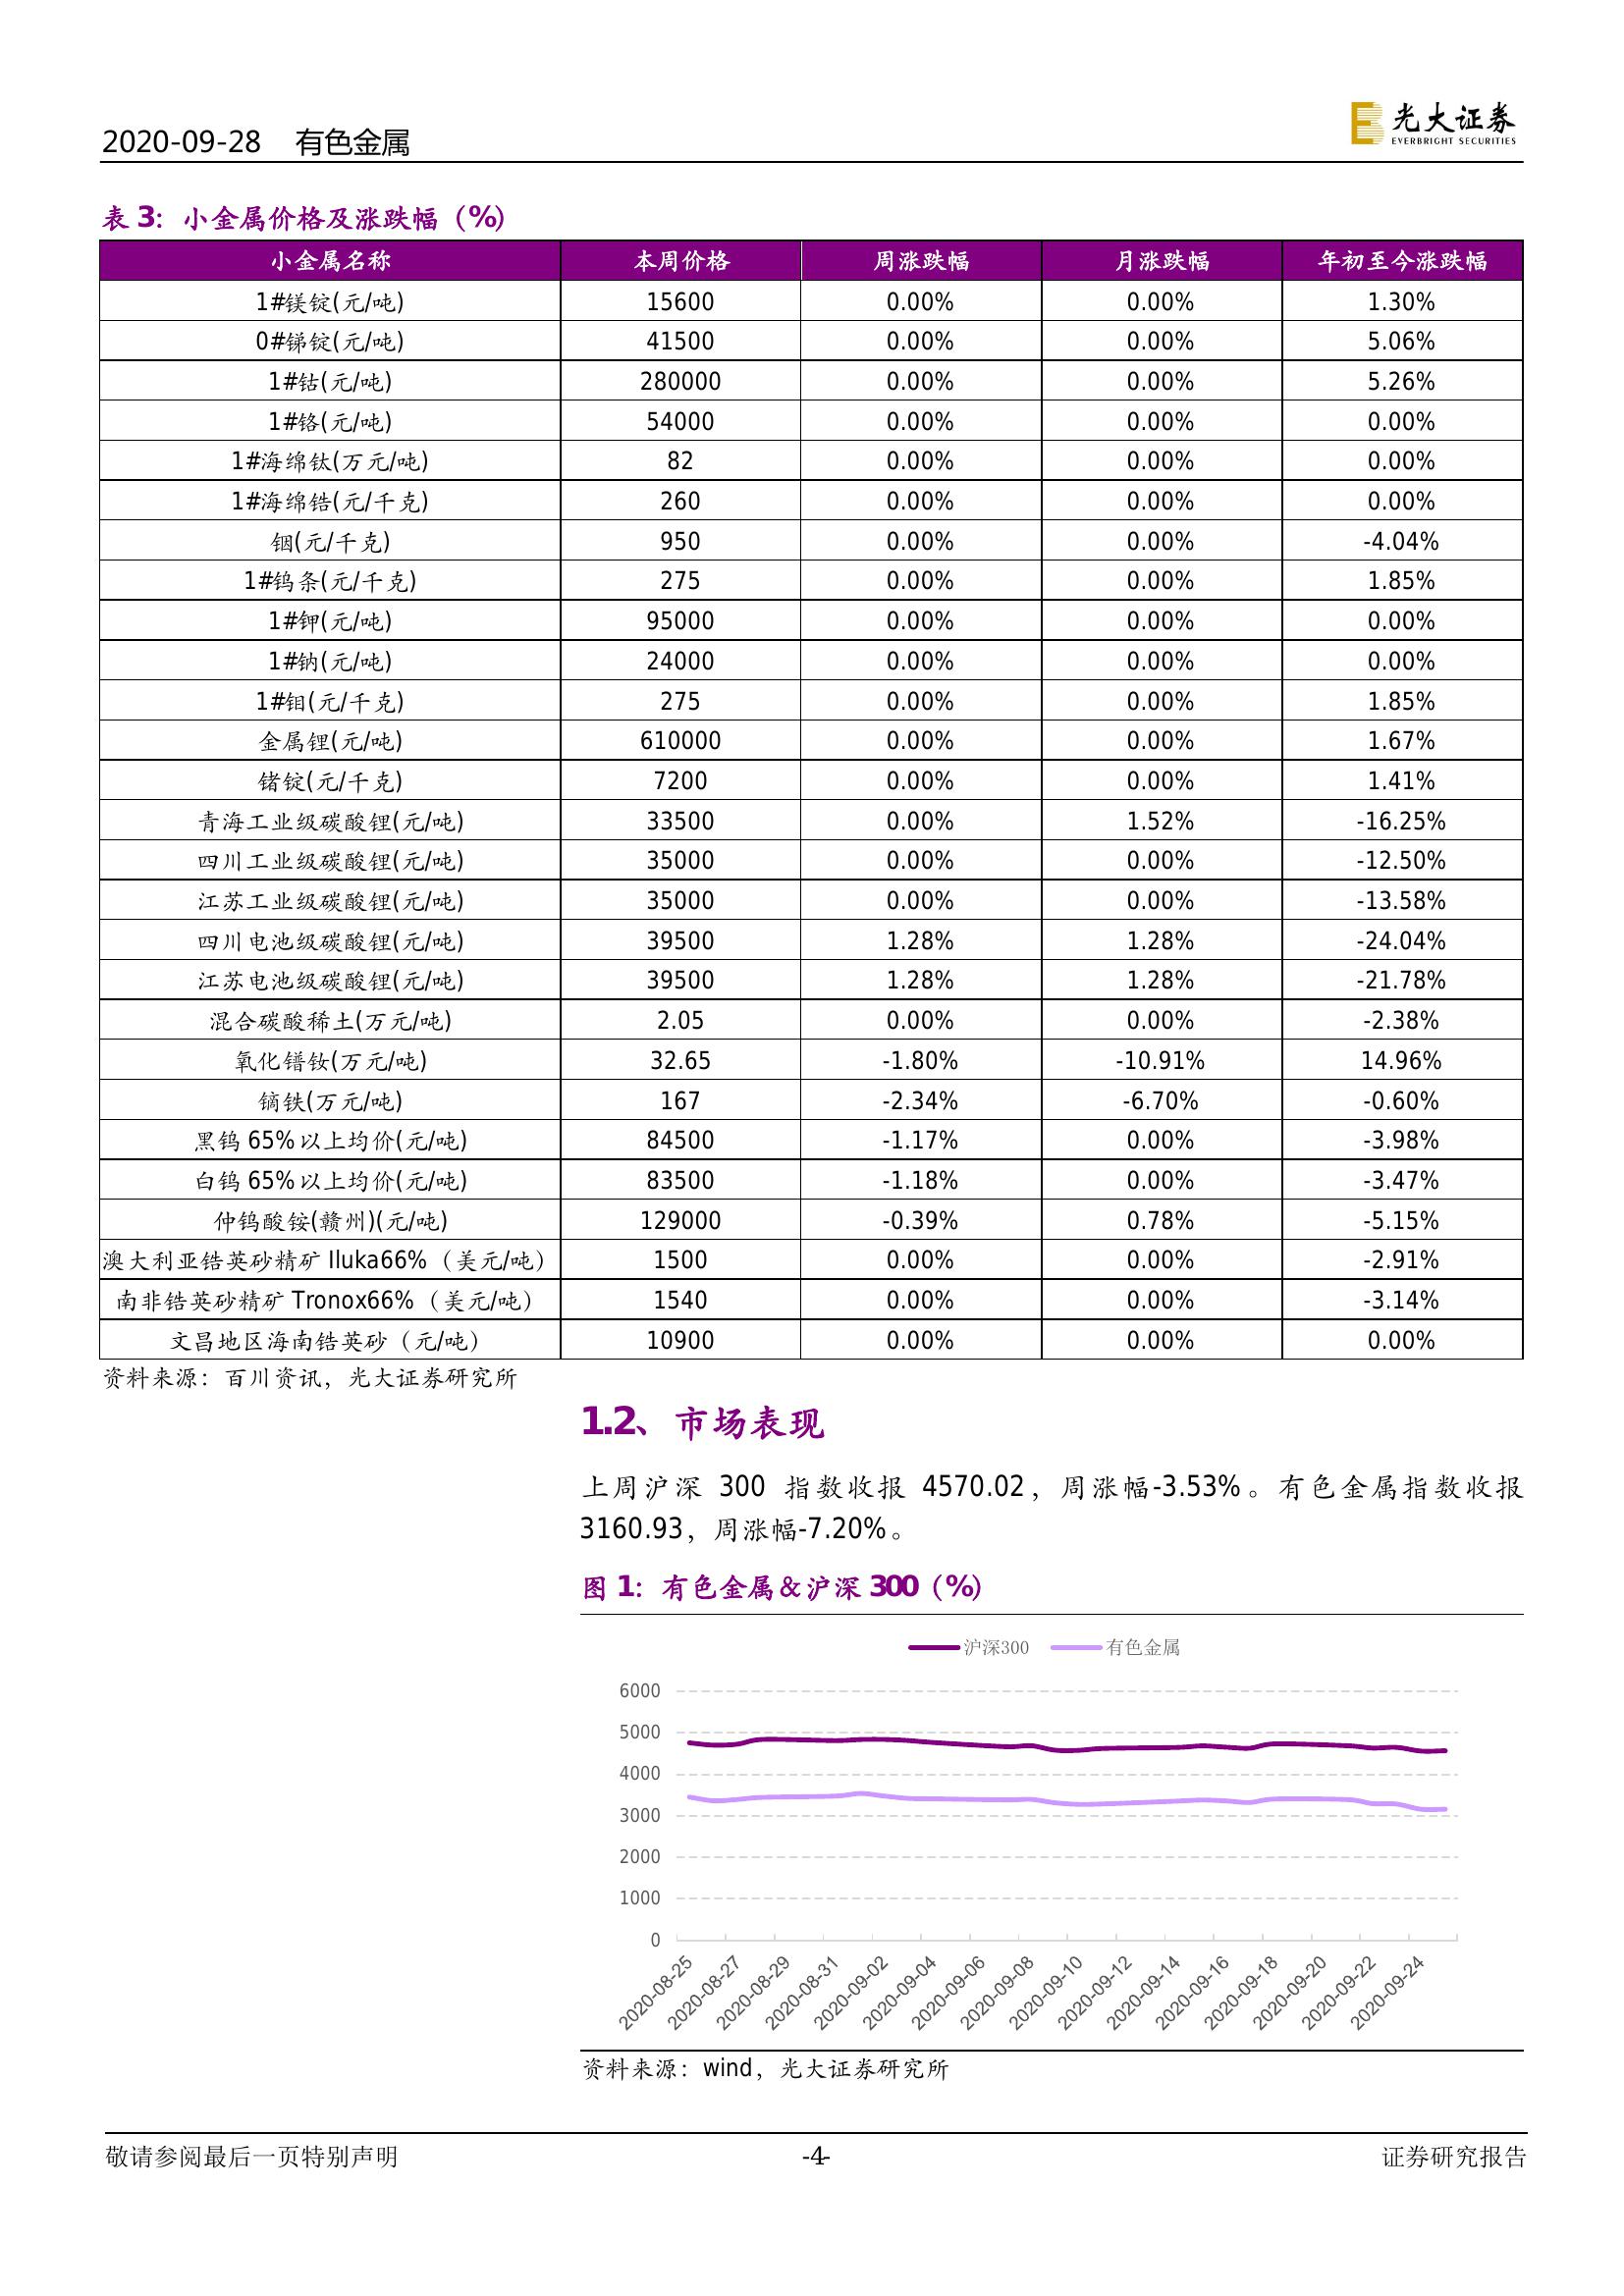 2020-09-28 有色金属
光大证券
EVERBRIGHT SECURITIES
表 3：小金属价格及涨跌幅（%）
小金属名称 本周价格 周涨跌幅 月涨跌幅 年初至今涨跌幅
1#镁锭(元/吨) 15600 0.00% 0.00% 1.30%
0#锑锭(元/吨) 41500 0.00% 0.00% 5.06%
1#钴(元/吨) 280000 0.00% 0.00% 5.26%
1#铬(元/吨) 54000 0.00% 0.00% 0.00%
1#海绵钛(万元/吨) 82 0.00% 0.00% 0.00%
1#海绵锆(元/千克) 260 0.00% 0.00% 0.00%
铟(元/千克) 950 0.00% 0.00% -4.04%
1#钨条(元/千克) 275 0.00% 0.00% 1.85%
1#钾(元/吨) 95000 0.00% 0.00% 0.00%
1#钠(元/吨) 24000 0.00% 0.00% 0.00%
1#钼(元/千克) 275 0.00% 0.00% 1.85%
金属锂(元/吨) 610000 0.00% 0.00% 1.67%
锗锭(元/千克) 7200 0.00% 0.00% 1.41%
青海工业级碳酸锂(元/吨) 33500 0.00% 1.52% -16.25%
四川工业级碳酸锂(元/吨) 35000 0.00% 0.00% -12.50%
江苏工业级碳酸锂(元/吨) 35000 0.00% 0.00% -13.58%
四川电池级碳酸锂(元/吨) 39500 1.28% 1.28% -24.04%
江苏电池级碳酸锂(元/吨) 39500 1.28% 1.28% -21.78%
混合碳酸稀土(万元/吨) 2.05 0.00% 0.00% -2.38%
氧化镨钕(万元/吨) 32.65 -1.80% -10.91% 14.96%
镝铁(万元/吨) 167 -2.34% -6.70% -0.60%
黑钨 65%以上均价(元/吨) 84500 -1.17% 0.00% -3.98%
白钨 65%以上均价(元/吨) 83500 -1.18% 0.00% -3.47%
仲钨酸铵(赣州)(元/吨) 129000 -0.39% 0.78% -5.15%
澳大利亚锆英砂精矿 Iluka66%（美元/吨） 1500 0.00% 0.00% -2.91%
南非锆英砂精矿 Tronox66%（美元/吨） 1540 0.00% 0.00% -3.14%
文昌地区海南锆英砂（元/吨） 10900 0.00% 0.00% 0.00%
资料来源：百川资讯，光大证券研究所
1.2、市场表现
上周沪深 300 指数收报 4570.02，周涨幅-3.53%。有色金属指数收报
3160.93，周涨幅-7.20%。
图 1：有色金属＆沪深 300（%）
沪深300 有色金属
6000
5000
4000
3000
2000
1000
0
2020-08-25 2020-08-27 2020-08-29 2020-08-31 2020-09-02 2020-09-04 2020-09-06 2020-09-08 2020-09-10 2020-09-12 2020-09-14 2020-09-16 2020-09-18 2020-09-20 2020-09-22 2020-09-24
资料来源：wind，光大证券研究所
敬请参阅最后一页特别声明 -4- 证券研究报告